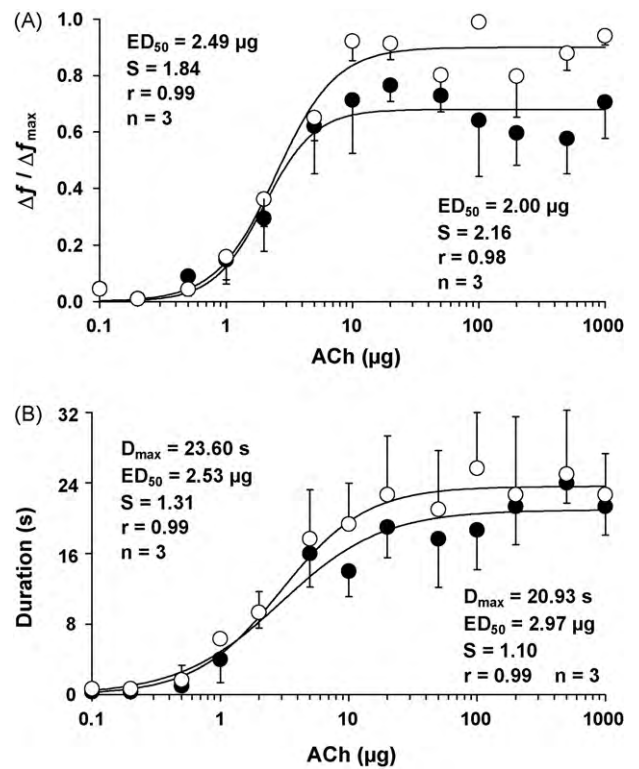 (A)
ED50 = 2.49 µg
S = 1.84
r = 0.99
n = 3
ED50 = 2.00 µg
S = 2.16
r = 0.98
n = 3
Δf / Δfmax
1.0
0.8
0.6
0.4
0.2
0.0
0.1 1 10 100 1000
ACh (µg)
(B)
Dmax = 23.60 s
ED50 = 2.53 µg
S = 1.31
r = 0.99
n = 3
Dmax = 20.93 s
ED50 = 2.97 µg
S = 1.10
r = 0.99 n = 3
Duration (s)
32
24
16
8
0
0.1 1 10 100 1000
ACh (µg)